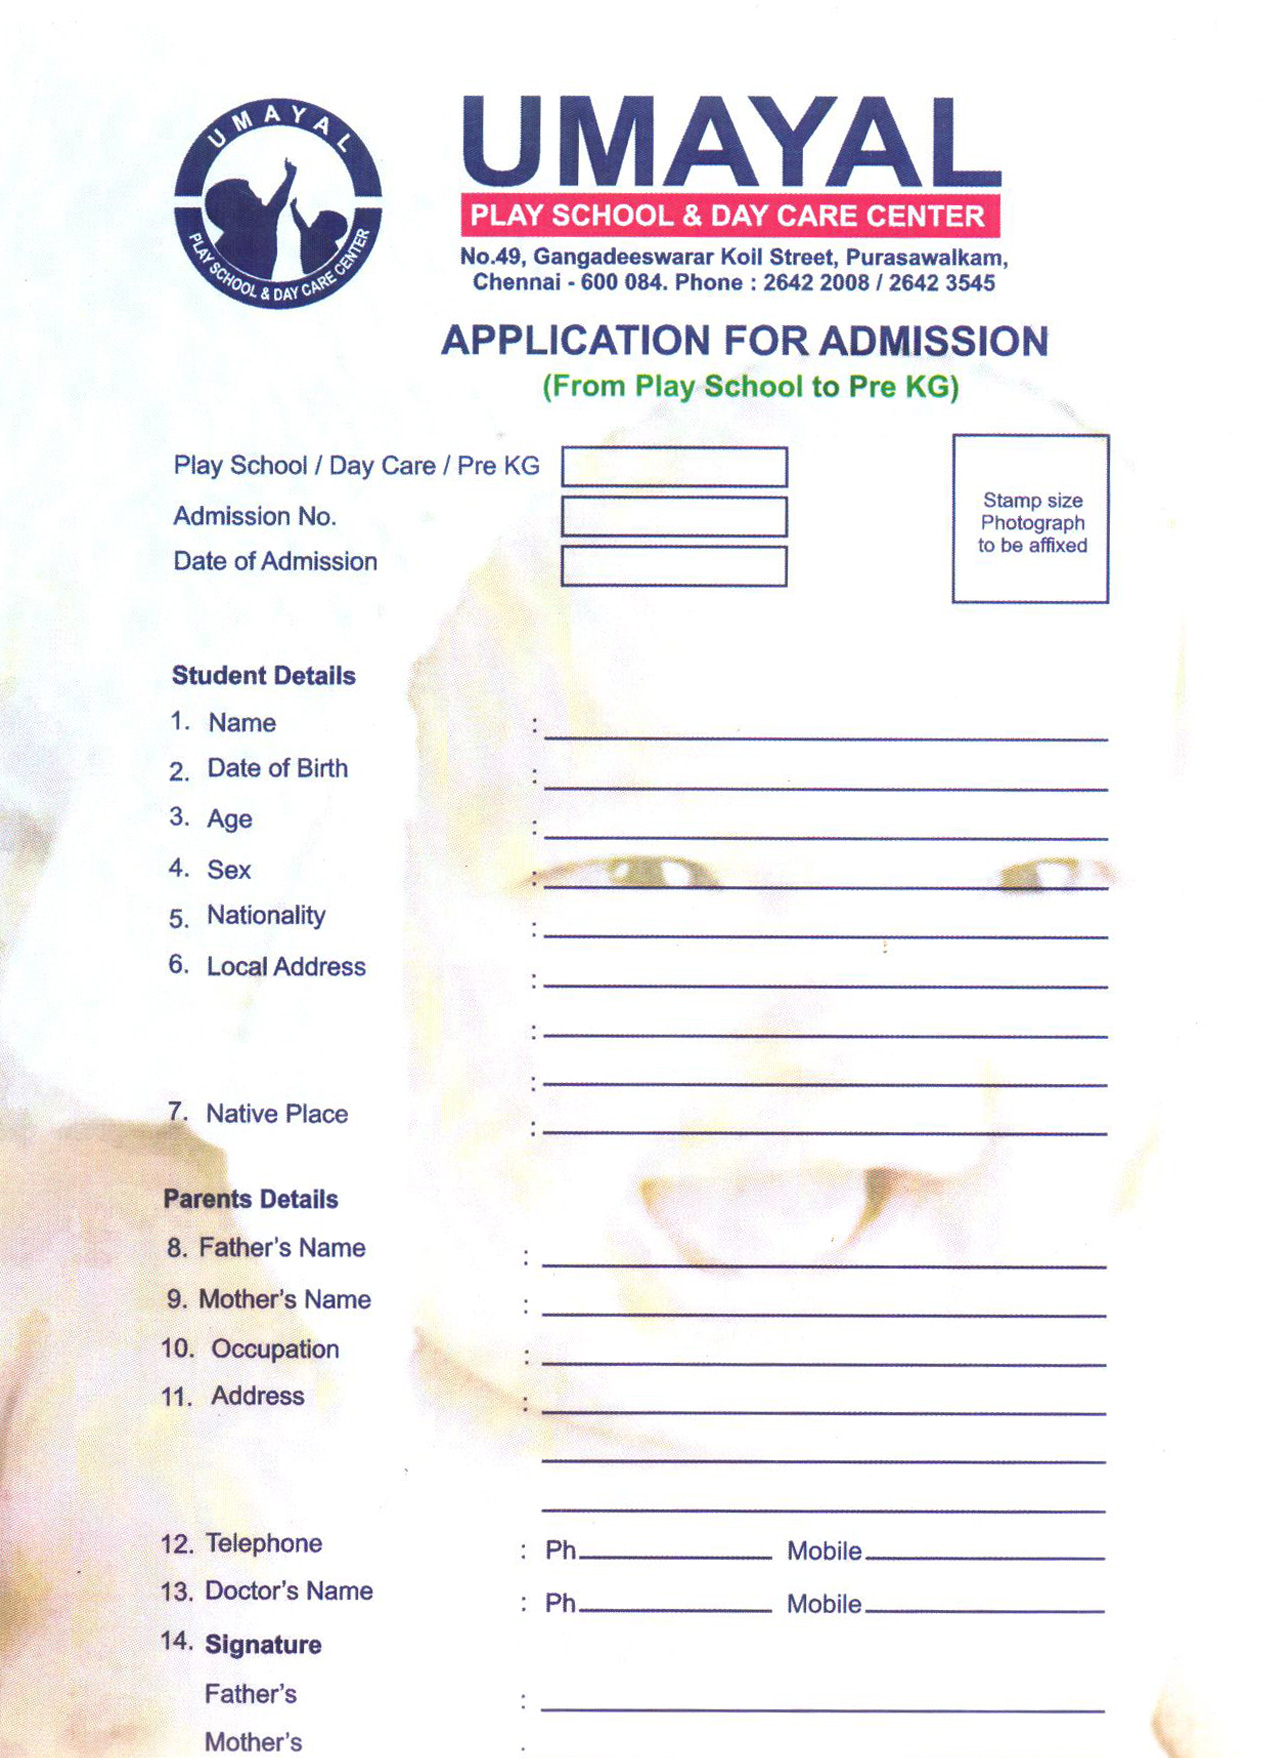 UMAYAL
PLAY SCHOOL & DAY CARE CENTER
UMAYAL
PLAY SCHOOL & DAY CARE CENTER
No.49, Gangadeeswarar Koil Street, Purasawalkam,
Chennai - 600 084. Phone : 2642 2008 / 2642 3545
APPLICATION FOR ADMISSION
(From Play School to Pre KG)
Play School / Day Care / Pre KG
Admission No.
Date of Admission
Stamp size
Photograph
to be affixed
Student Details
1. Name :
2. Date of Birth :
3. Age :
4. Sex :
5. Nationality :
6. Local Address :
:
:
7. Native Place :
Parents Details
8. Father's Name :
9. Mother's Name :
10. Occupation :
11. Address :
12. Telephone : Ph. Mobile
13. Doctor's Name : Ph. Mobile
14. Signature
Father's :
Mother's :